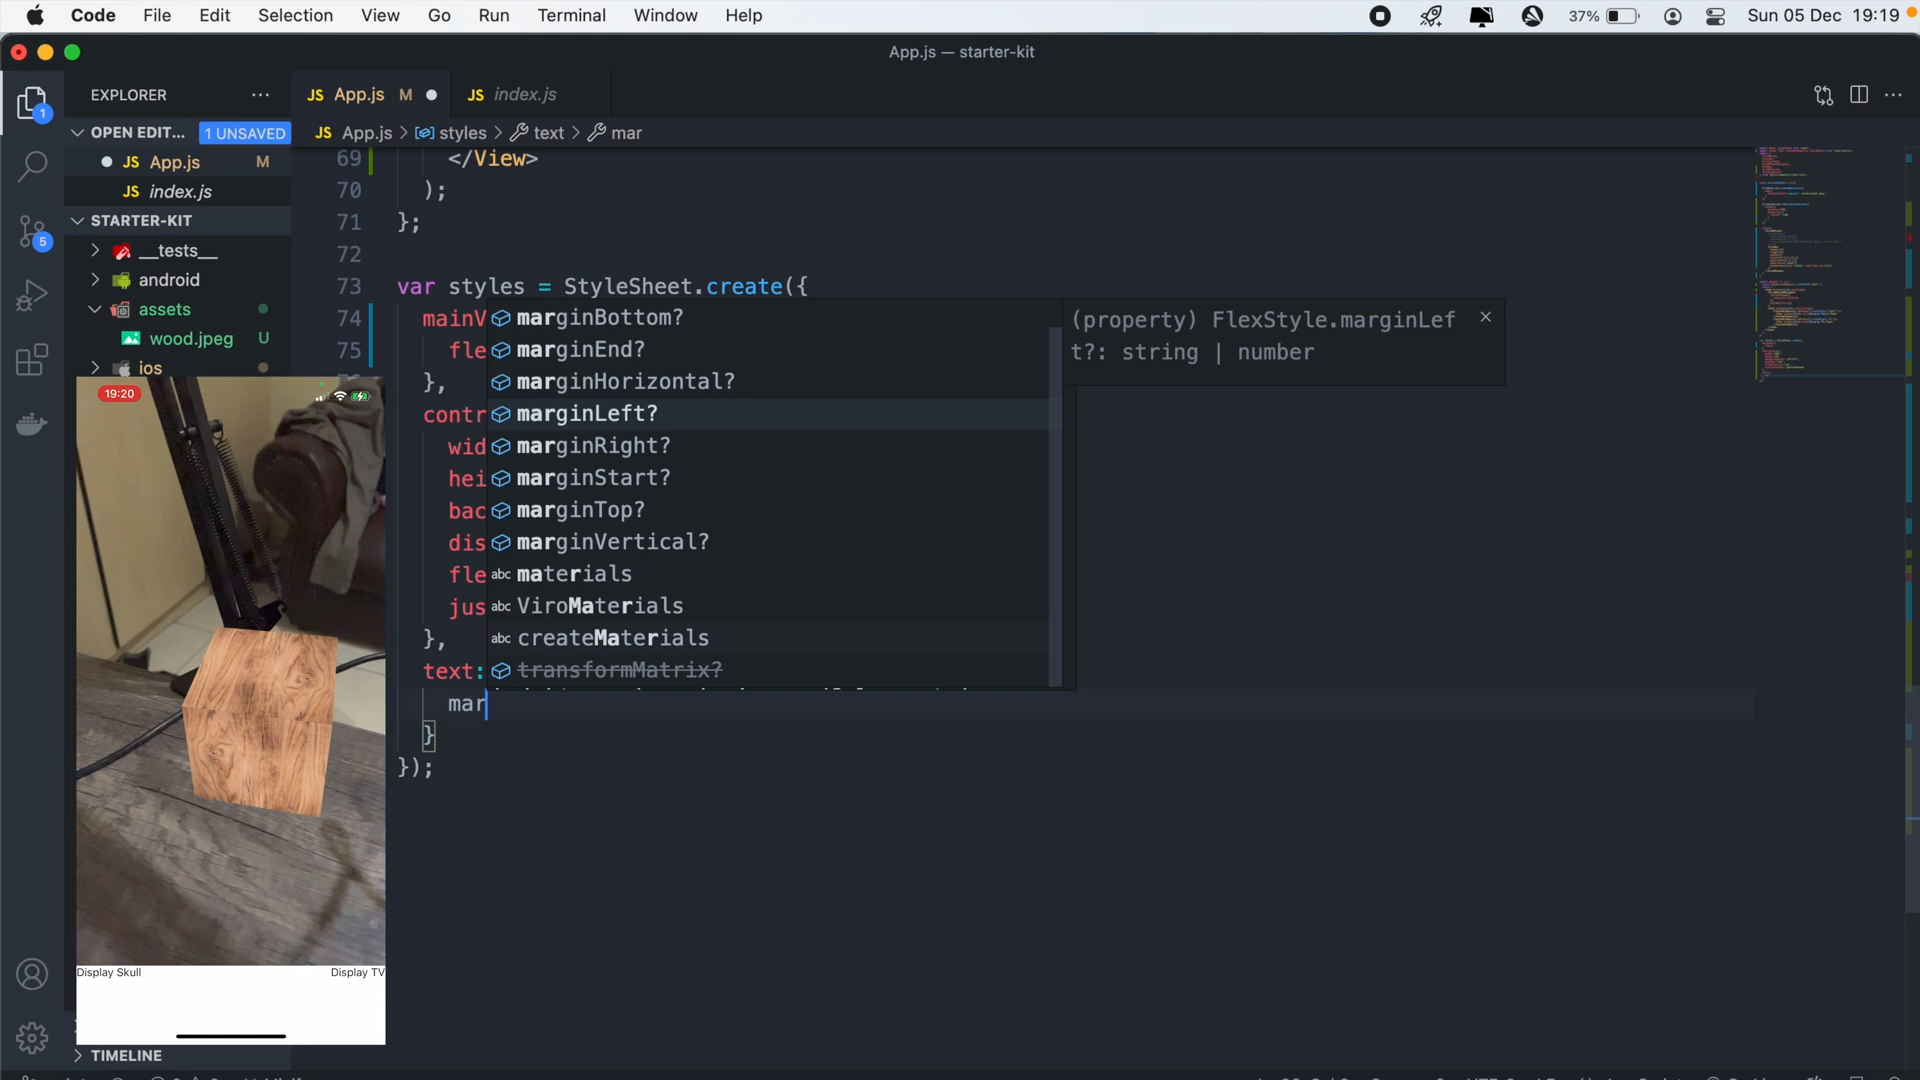 Code File Edit Selection View Go Run Terminal Window Help 37% Sun 05 Dec 19:19
App.js — starter-kit
EXPLORER
JS App.js M
JS index.js
OPEN EDIT... 1 UNSAVED
JS App.js > styles > text > mar
JS App.js M
JS index.js
STARTER-KIT
__tests__
android
assets
wood.jpeg U
ios
1
5
19:20
Display Skull Display TV
TIMELINE
69 </View>
70 );
71 };
72
73 var styles = StyleSheet.create({
74 mainV
75 fle
},
contr
wid
hei
bac
dis
fle
jus
},
text:
mar
}
});
marginBottom?
marginEnd?
marginHorizontal?
marginLeft?
marginRight?
marginStart?
marginTop?
marginVertical?
abc materials
abc ViroMaterials
abc createMaterials
transformMatrix?
(property) FlexStyle.marginLef
t?: string | number